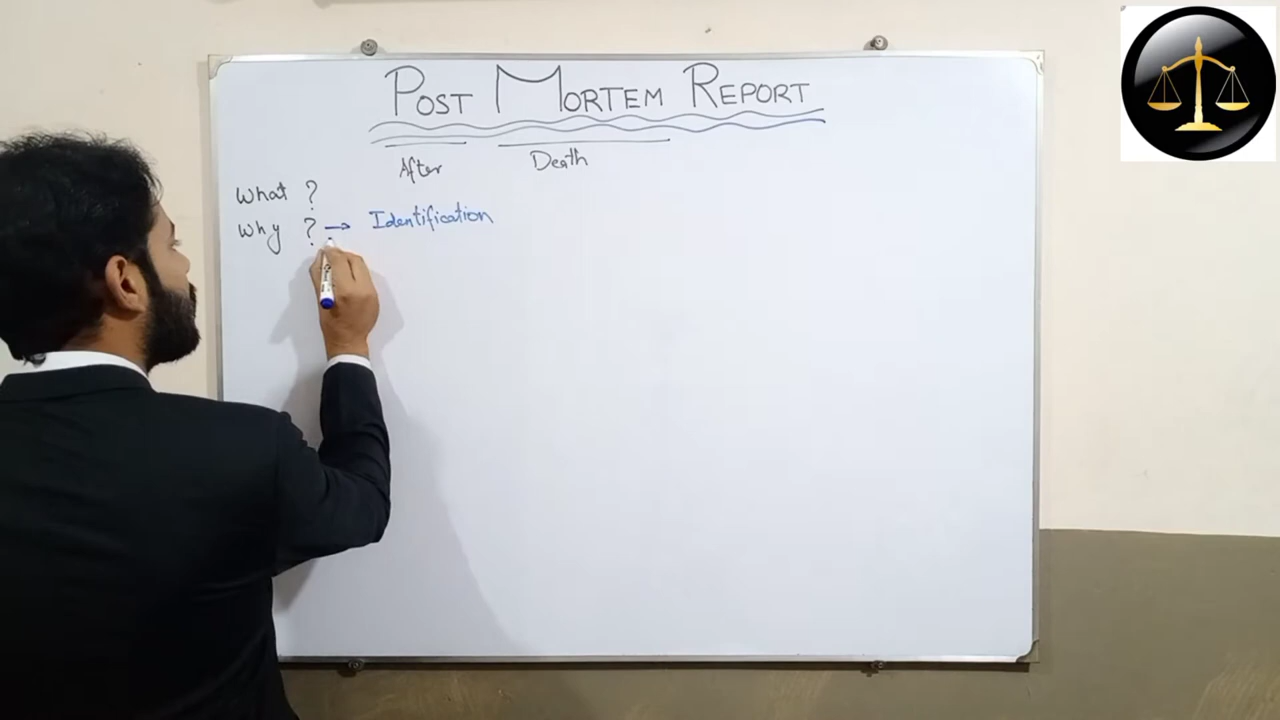 POST MORTEM REPORT
After Death
What ?
Why ? → Identification